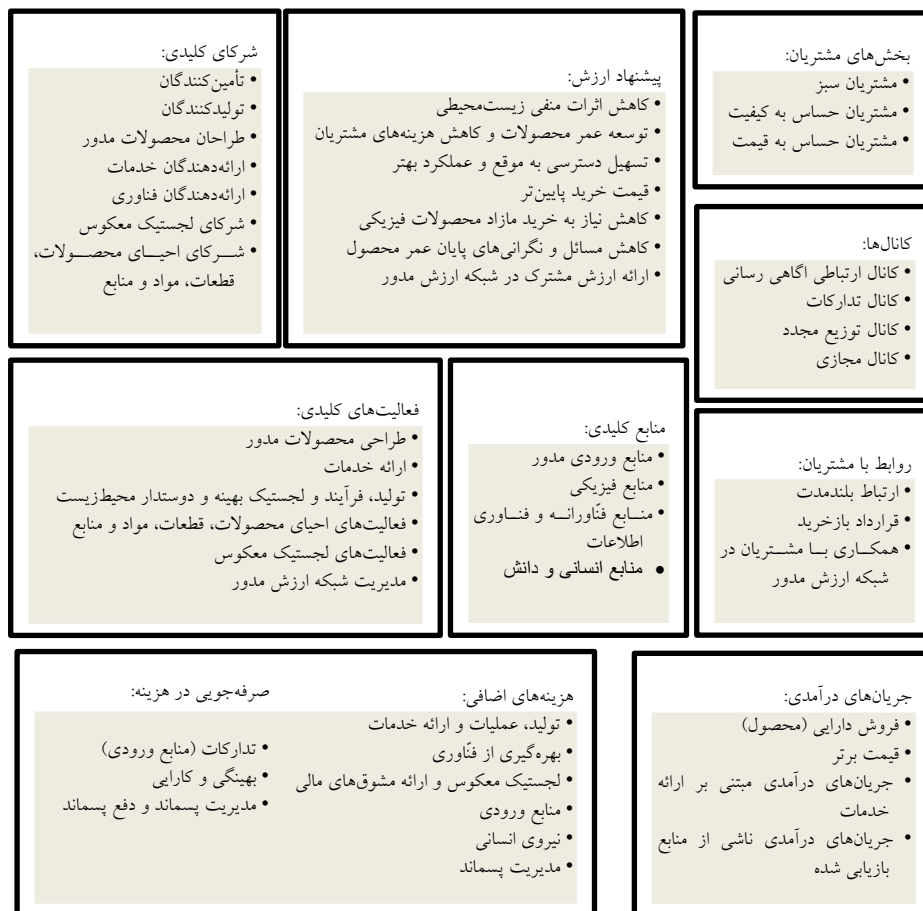 بخش‌های مشتریان:
• مشتریان سبز
• مشتریان حساس به کیفیت
• مشتریان حساس به قیمت
پیشنهاد ارزش:
• کاهش اثرات منفی زیست‌محیطی
• توسعه عمر محصولات و کاهش هزینه‌های مشتریان
• تسهیل دسترسی به موقع و عملکرد بهتر
• قیمت خرید پایین‌تر
• کاهش نیاز به خرید مازاد محصولات فیزیکی
• کاهش مسائل و نگرانی‌های پایان عمر محصول
• ارائه ارزش مشترک در شبکه ارزش مدور
شرکای کلیدی:
• تأمین‌کنندگان
• تولیدکنندگان
• طراحان محصولات مدور
• ارائه‌دهندگان خدمات
• ارائه‌دهندگان فناوری
• شرکای لجستیک معکوس
• شرکای احیای محصولات،
قطعات، مواد و منابع
کانال‌ها:
• کانال ارتباطی اگاهی رسانی
• کانال تدارکات
• کانال توزیع مجدد
• کانال مجازی
روابط با مشتریان:
• ارتباط بلندمدت
• قرارداد بازخرید
• همکاری با مشتریان در
شبکه ارزش مدور
منابع کلیدی:
• منابع ورودی مدور
• منابع فیزیکی
• منابع فنّاورانه و فنّاوری
اطلاعات
• منابع انسانی و دانش
فعالیت‌های کلیدی:
• طراحی محصولات مدور
• ارائه خدمات
• تولید، فرآیند و لجستیک بهینه و دوستدار محیط‌زیست
• فعالیت‌های احیای محصولات، قطعات، مواد و منابع
• فعالیت‌های لجستیک معکوس
• مدیریت شبکه ارزش مدور
جریان‌های درآمدی:
• فروش دارایی (محصول)
• قیمت برتر
• جریان‌های درآمدی مبتنی بر ارائه
خدمات
• جریان‌های درآمدی ناشی از منابع
بازیابی شده
هزینه‌های اضافی:
• تولید، عملیات و ارائه خدمات
• بهره‌گیری از فنّاوری
• لجستیک معکوس و ارائه مشوق‌های مالی
• منابع ورودی
• نیروی انسانی
• مدیریت پسماند
صرفه‌جویی در هزینه:
• تدارکات (منابع ورودی)
• بهینگی و کارایی
• مدیریت پسماند و دفع پسماند